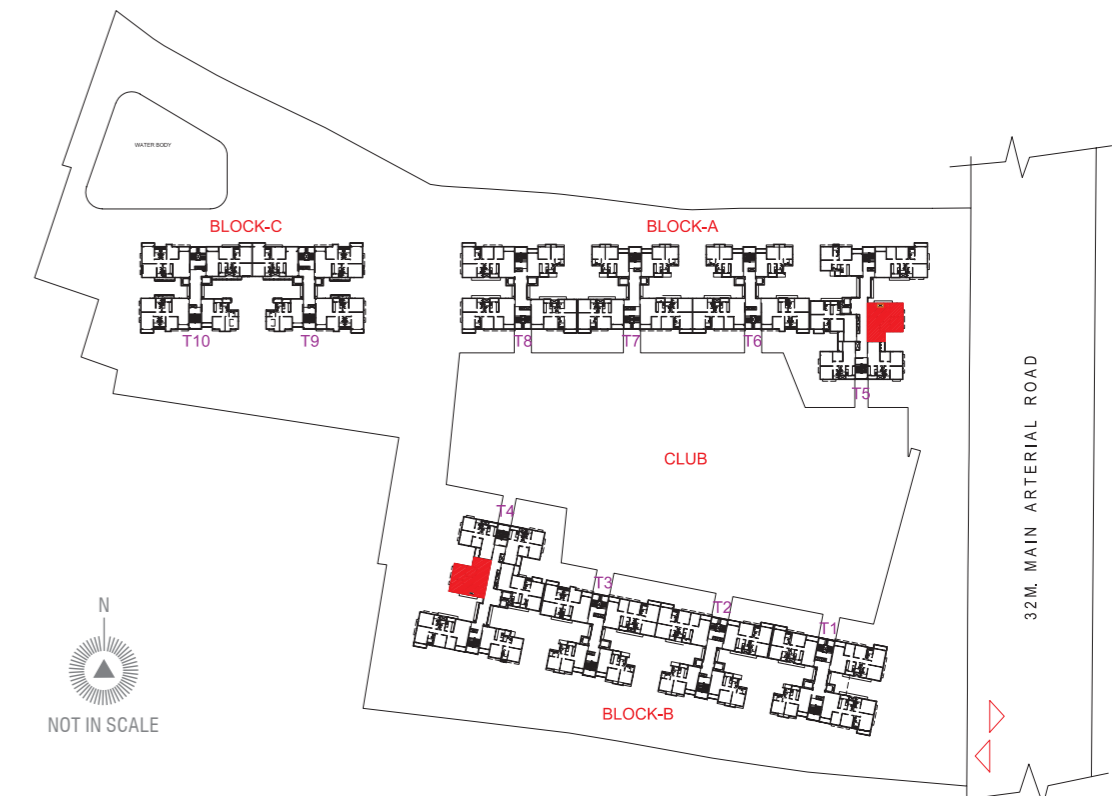 WATER BODY
BLOCK-C
BLOCK-A
T10
T9
T8
T7
T6
T5
CLUB
32M. MAIN ARTERIAL ROAD
T4
T3
T2
T1
BLOCK-B
N
NOT IN SCALE